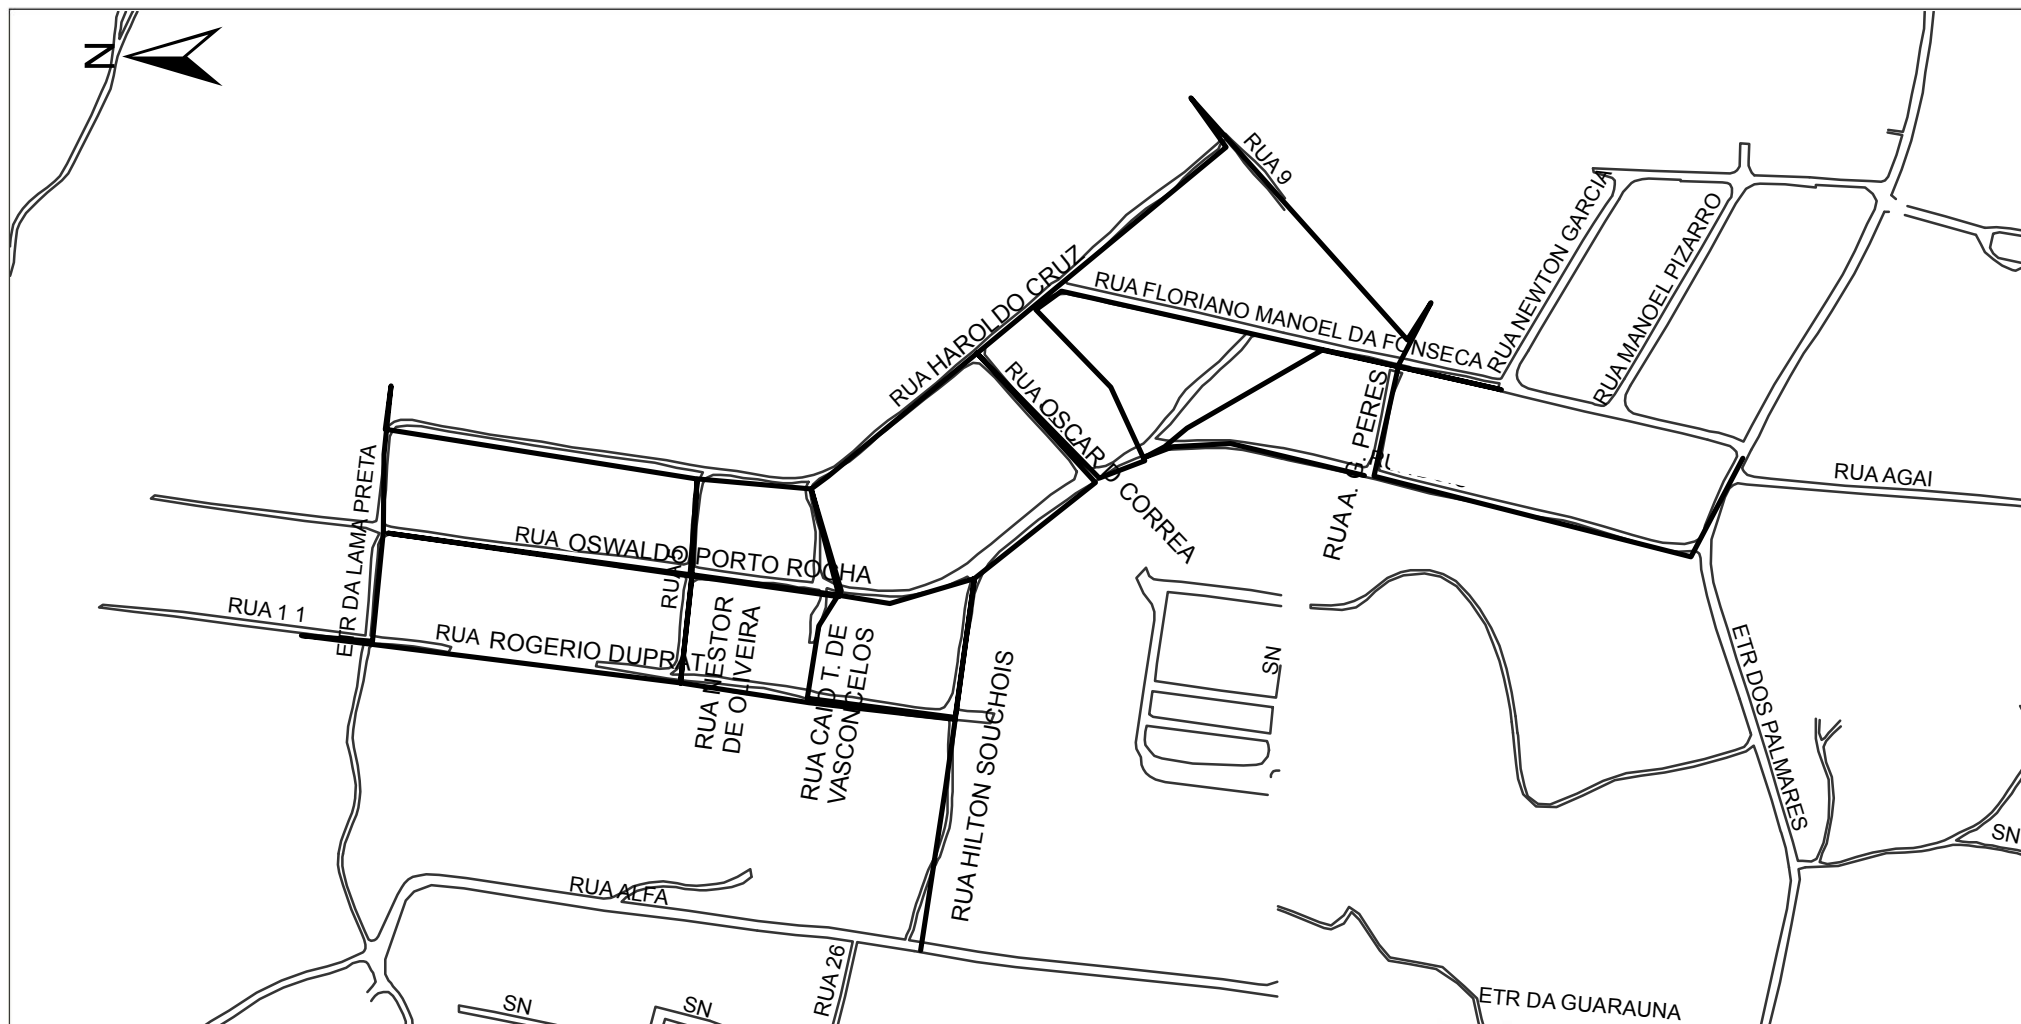 N
RUA 9
RUA NEWTON GARCIA
RUA MANOEL PIZARRO
RUA HAROLDO CRUZ
RUA FLORIANO MANOEL DA FONSECA
RUA OSCAR D CORREA
RUA A. G. PERES
RUA AGAI
ETR DA LAMA PRETA
RUA OSWALDO PORTO ROCHA
RUA 5
RUA 1 1
RUA ROGERIO DUPRAT
RUA NESTOR
DE OLIVEIRA
RUA CAIO T. DE
VASCONCELOS
RUA HILTON SOUCHOIS
SN
ETR DOS PALMARES
SN
RUA ALFA
RUA 26
SN
SN
ETR DA GUARAUNA